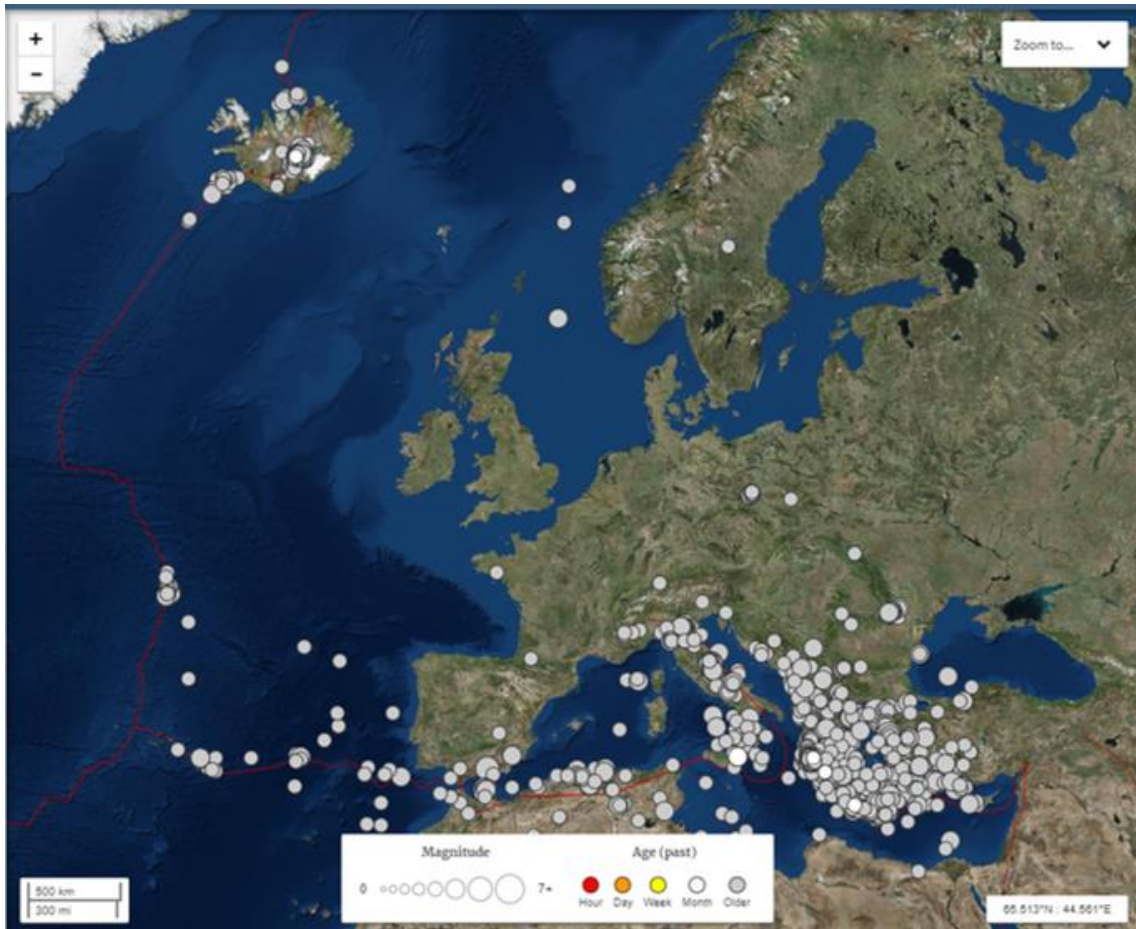 +
Zoom to...
−
Magnitude
Age (past)
0
7+
Hour Day Week Month Older
500 km
300 mi
65.513°N : 44.561°E